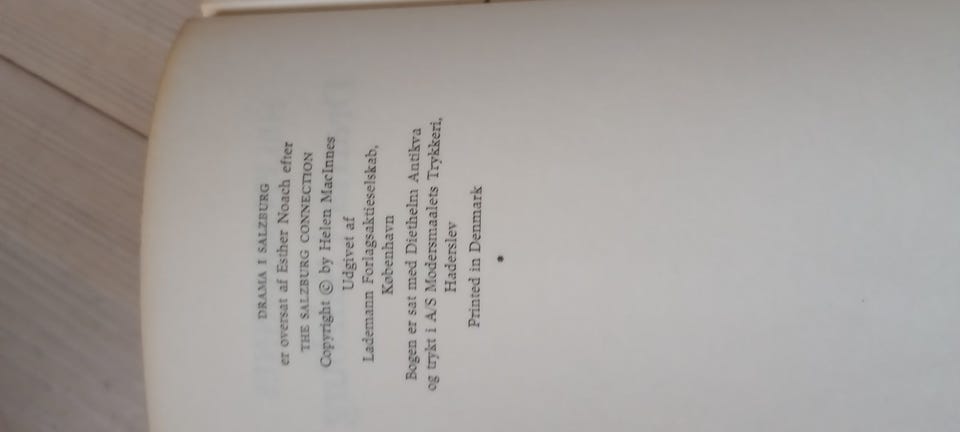 DRAMA I SALZBURG
er oversat af Esther Noach efter
THE SALZBURG CONNECTION
Copyright © by Helen MacInnes
Udgivet af
Lademann Forlagsaktieselskab,
København
Bogen er sat med Diethelm Antikva
og trykt i A/S Modersmaalets Trykkeri,
Haderslev
Printed in Denmark
*